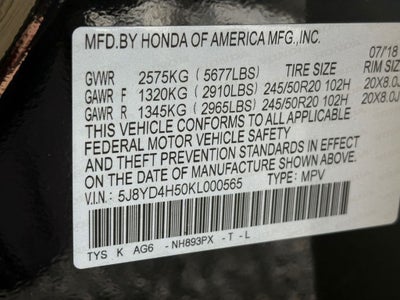 MFD.BY HONDA OF AMERICA MFG.,INC.
07/18
GVWR 2575KG (5677LBS) TIRE SIZE RIM SIZE
GAWR F 1320KG (2910LBS) 245/50R20 102H 20X8.0J
GAWR R 1345KG (2965LBS) 245/50R20 102H 20X8.0J
THIS VEHICLE CONFORMS TO ALL APPLICABLE
FEDERAL MOTOR VEHICLE SAFETY
AND THEFT PREVENTION STANDARDS IN EFFECT
ON THE DATE OF MANUFACTURE SHOWN ABOVE.
V.I.N.: 5J8YD4H50KL000565 TYPE: MPV
TYS K AG6 - NH893PX - T - L